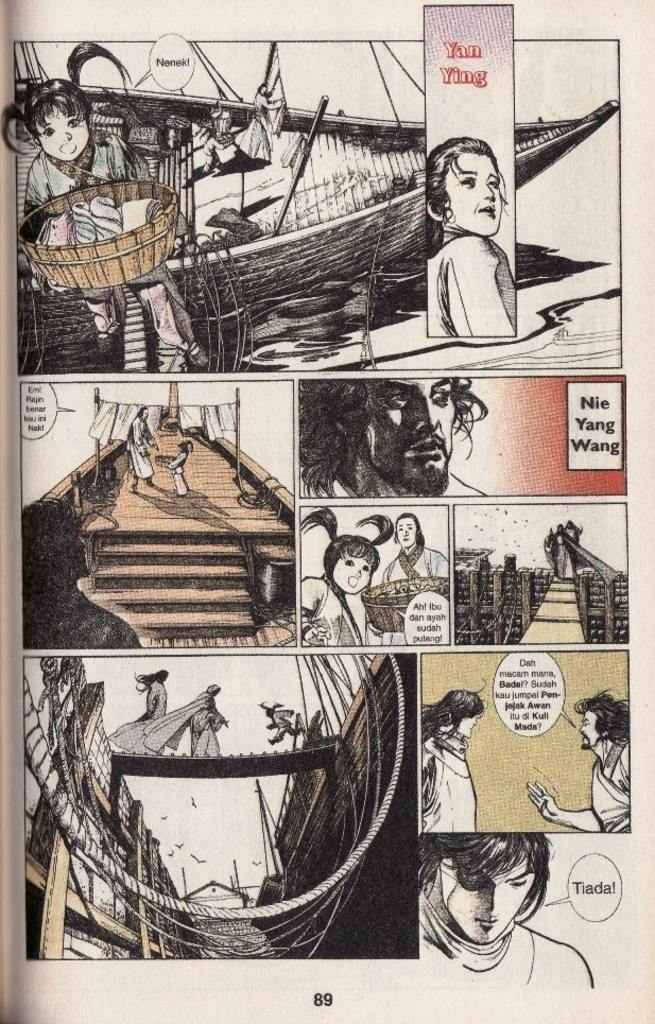 Nenek!
Yan
Ying
Em!
Rajin
benar
kau ini
Nak!
Nie
Yang
Wang
Ah! Ibu
dan ayah
sudah
pulang!
Dah
macam mana,
Badai? Sudah
kau jumpai Pen-
jejak Awan
itu di Kuil
Mada?
Tiada!
89